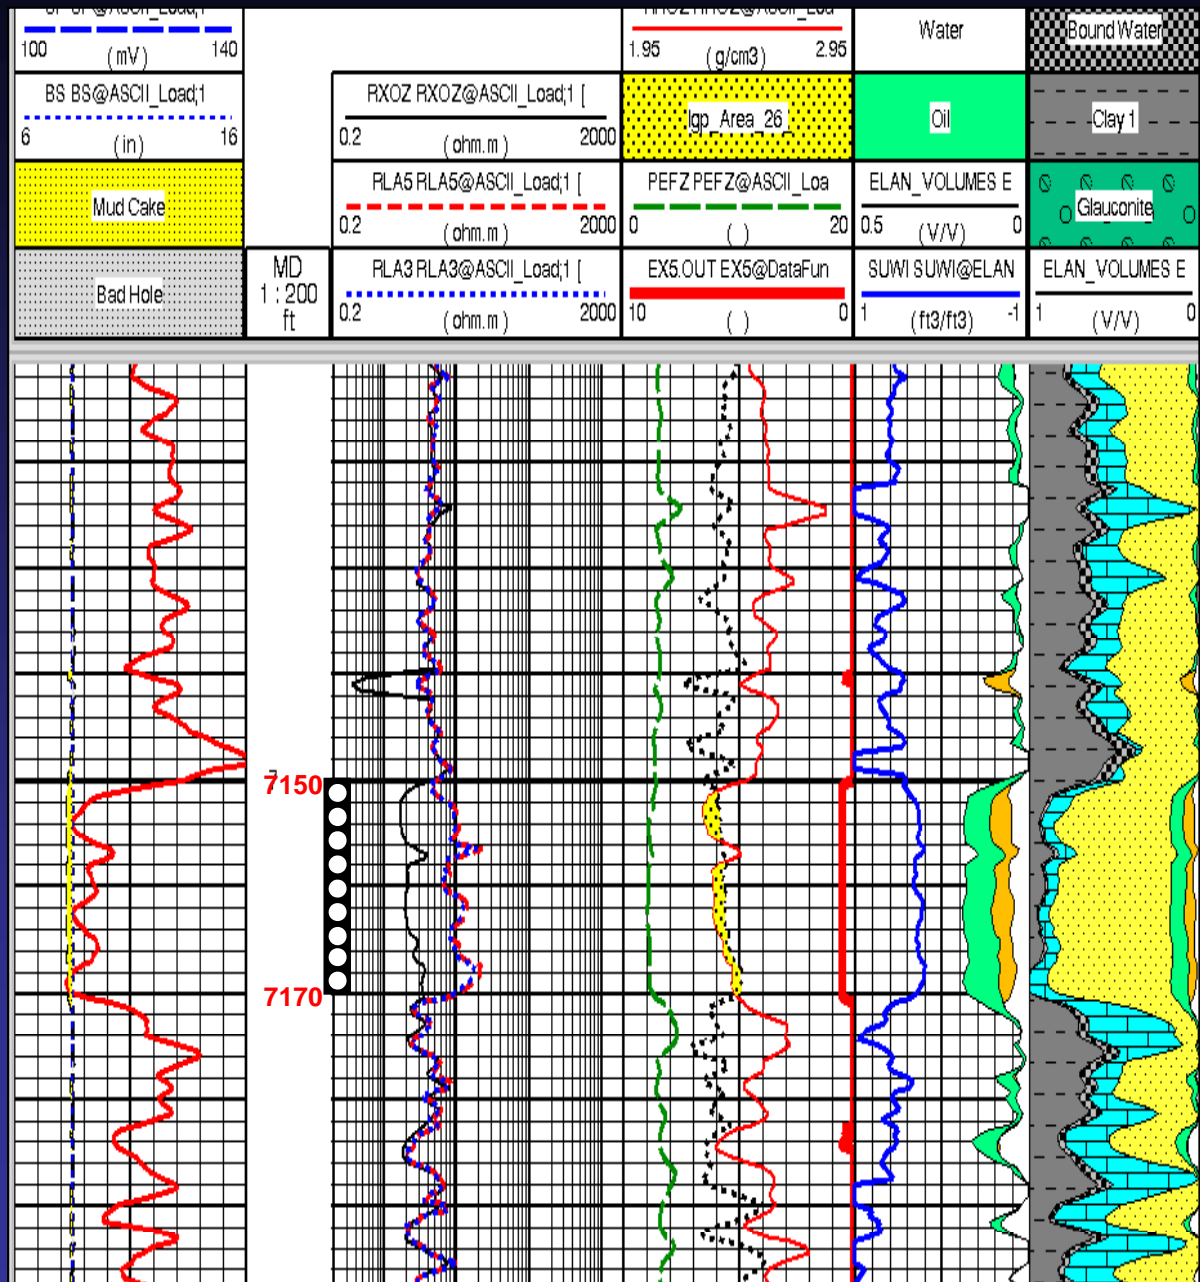 100 (mV) 140
BS BS@ASCII_Load;1
6 (in) 16
Mud Cake
Bad Hole
MD
1 : 200
ft
RXOZ RXOZ@ASCII_Load;1 [
0.2 (ohm.m) 2000
RLA5 RLA5@ASCII_Load;1 [
0.2 (ohm.m) 2000
RLA3 RLA3@ASCII_Load;1 [
0.2 (ohm.m) 2000
1.95 (g/cm3) 2.95
lgp_Area_26
PEFZ PEFZ@ASCII_Loa
0 ( ) 20
EX5.OUT EX5@DataFun
10 ( ) 0
Water
Oil
ELAN_VOLUMES E
0.5 (V/V) 0
SUWI SUWI@ELAN
1 (ft3/ft3) -1
Bound Water
Clay 1
Glauconite
ELAN_VOLUMES E
1 (V/V) 0
7150
7170